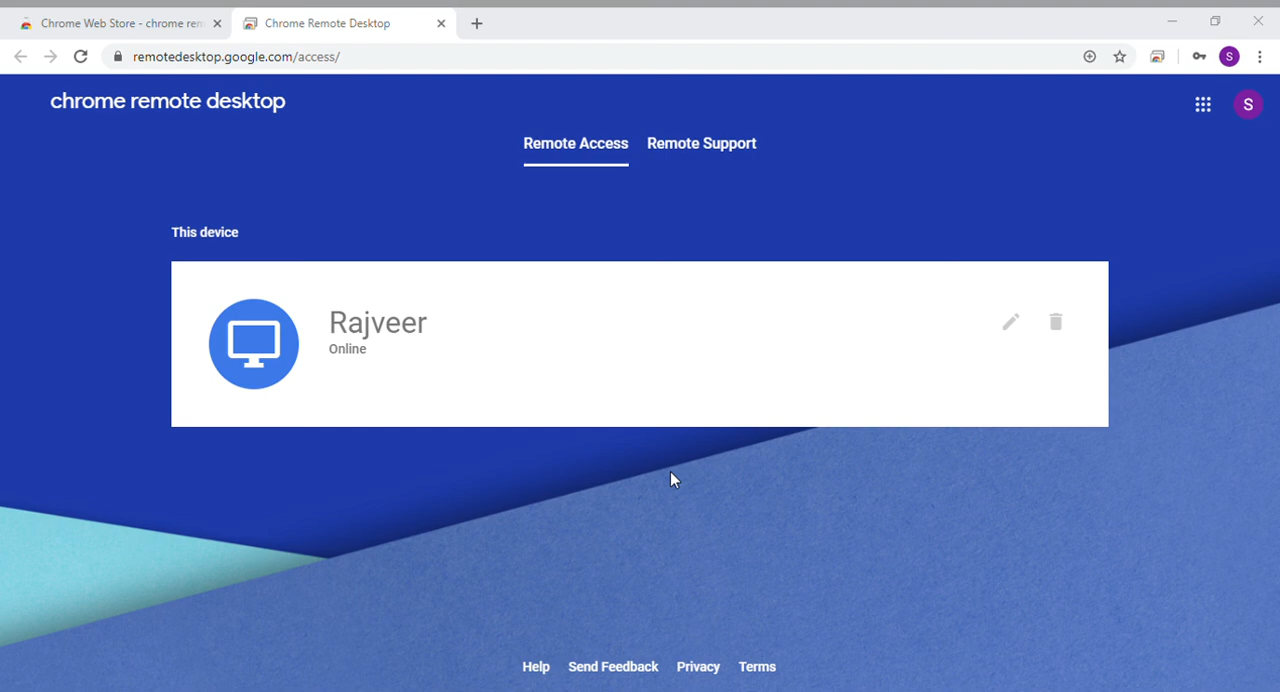 Chrome Web Store - chrome rem
Chrome Remote Desktop
remotedesktop.google.com/access/
S
chrome remote desktop
S
Remote Access Remote Support
This device
Rajveer
Online
Help Send Feedback Privacy Terms